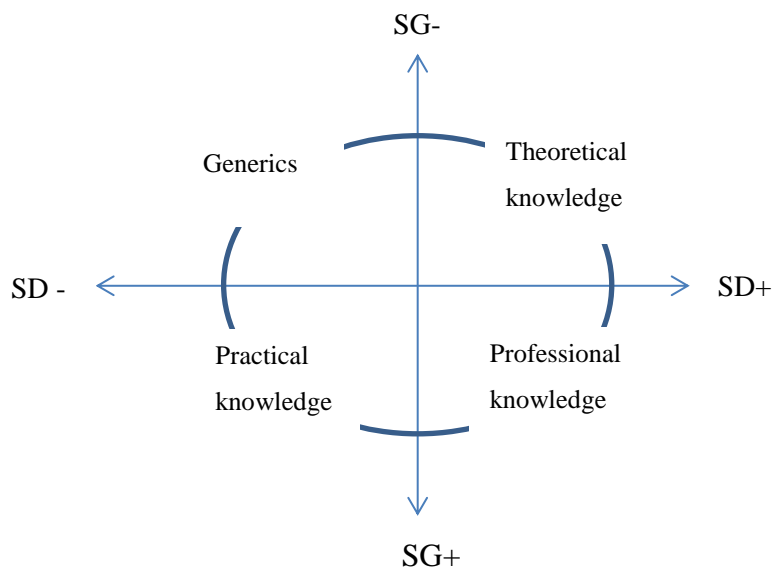 SG-
Generics
Theoretical
knowledge
SD -
SD+
Practical
knowledge
Professional
knowledge
SG+